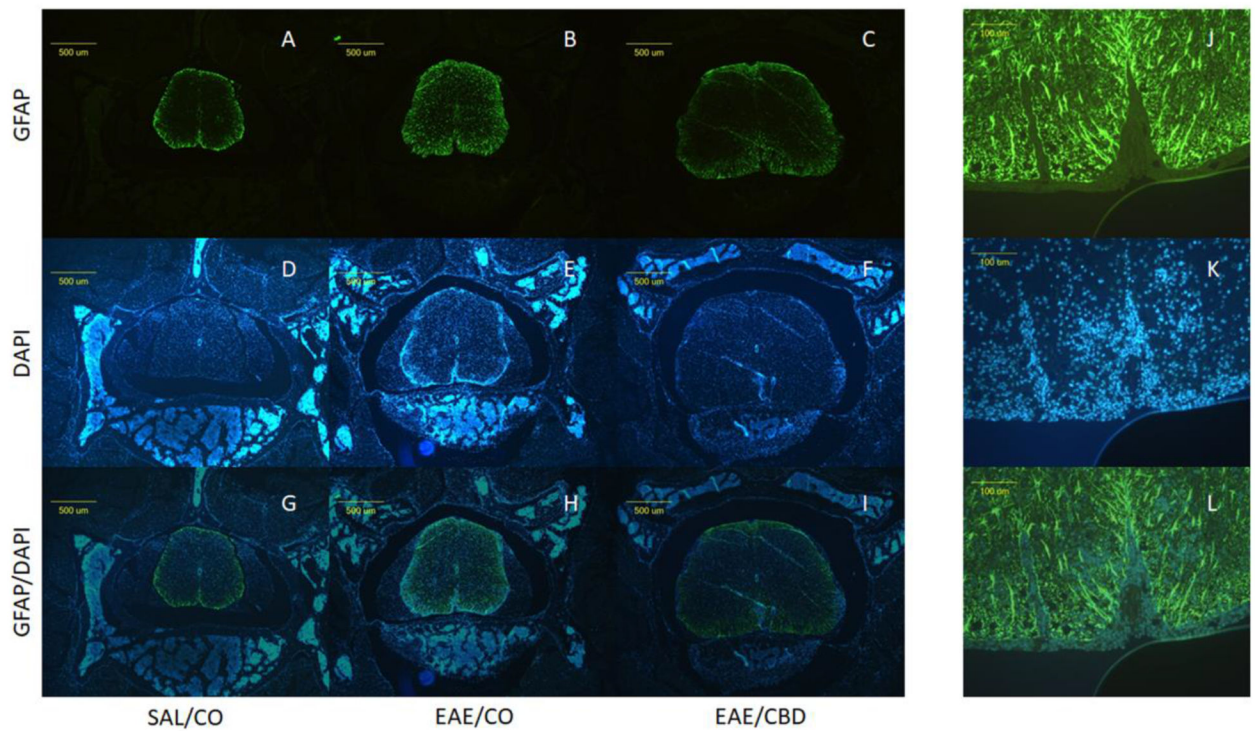 A B C J
500 um 500 um 500 um 100 um
GFAP
D E F K
500 um 500 um 500 um 100 um
DAPI
G H I L
500 um 500 um 500 um 100 um
GFAP/DAPI
SAL/CO EAE/CO EAE/CBD